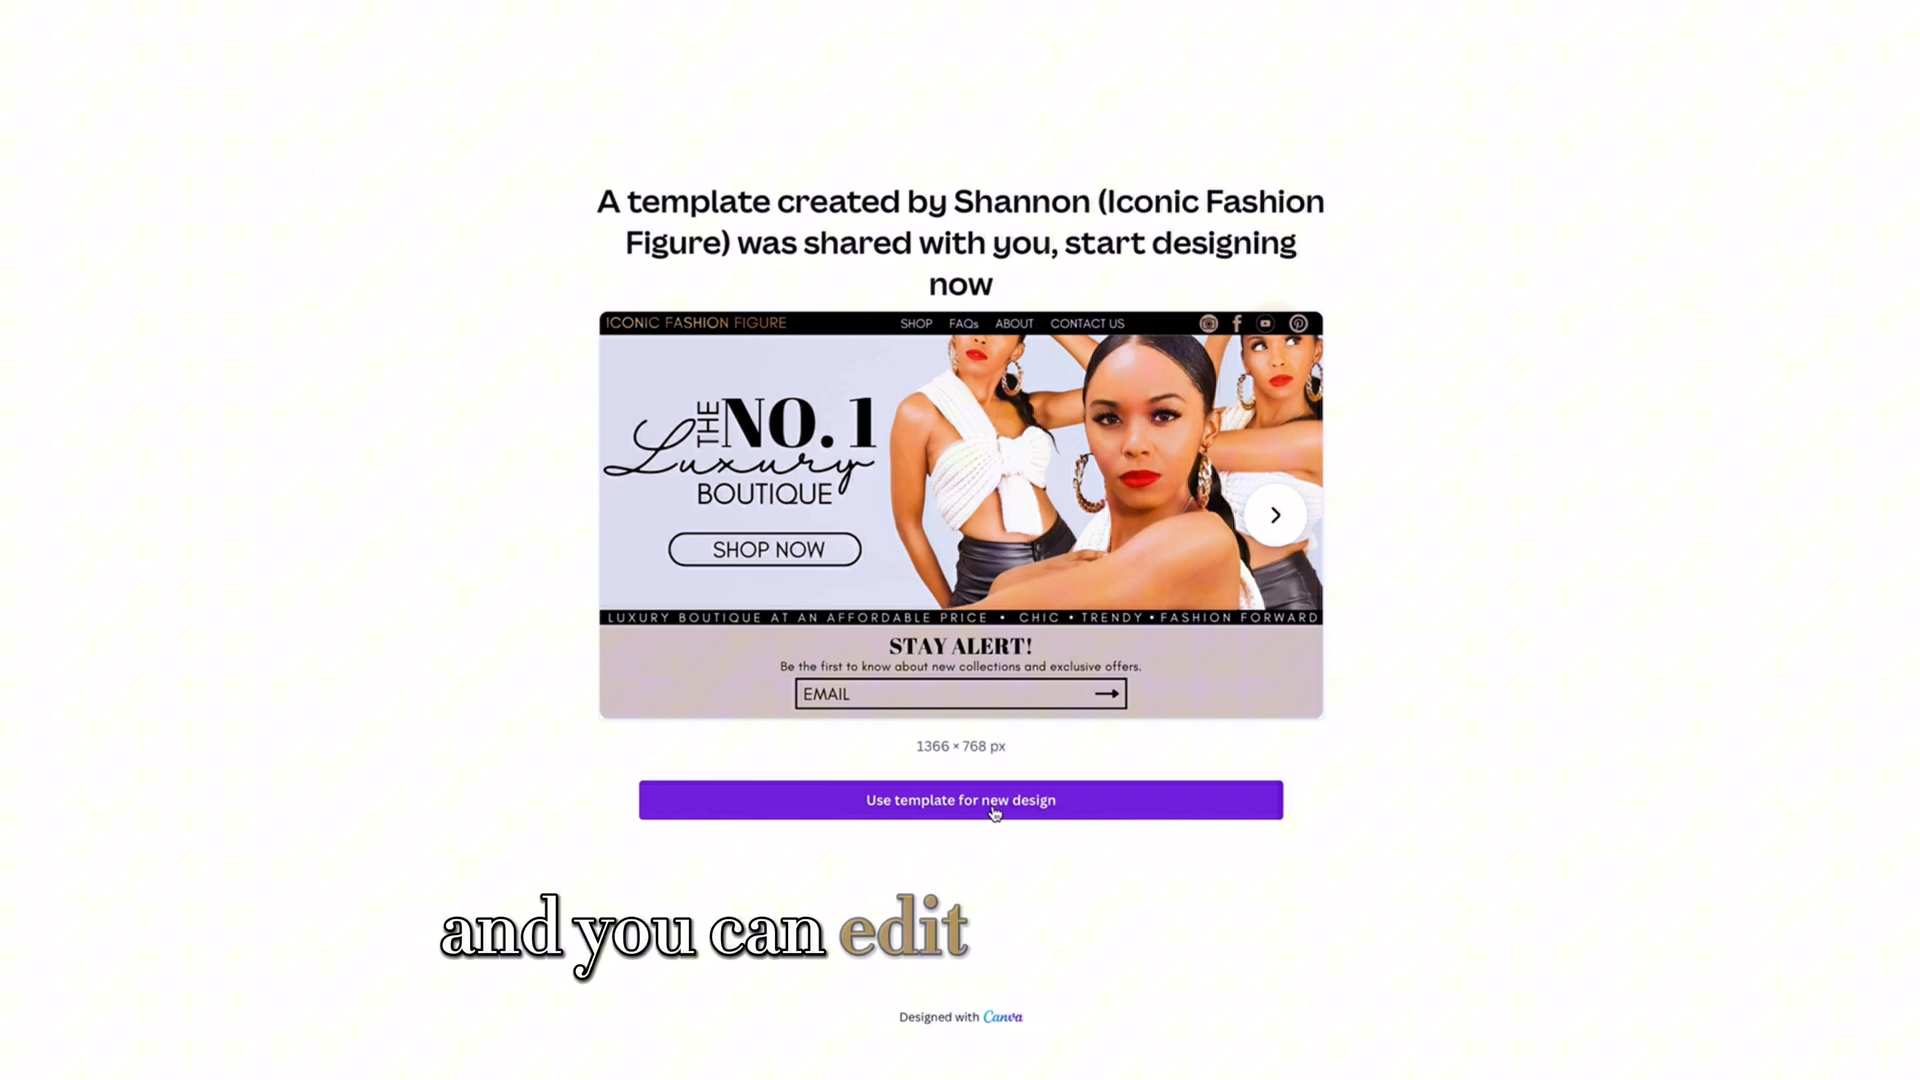 A template created by Shannon (Iconic Fashion
Figure) was shared with you, start designing
now
ICONIC FASHION FIGURE SHOP FAQs ABOUT CONTACT US
THE NO. 1
Luxury
BOUTIQUE
SHOP NOW
LUXURY BOUTIQUE AT AN AFFORDABLE PRICE • CHIC • TRENDY • FASHION FORWARD
STAY ALERT!
Be the first to know about new collections and exclusive offers.
EMAIL
1366 × 768 px
Use template for new design
and you can edit
Designed with Canva